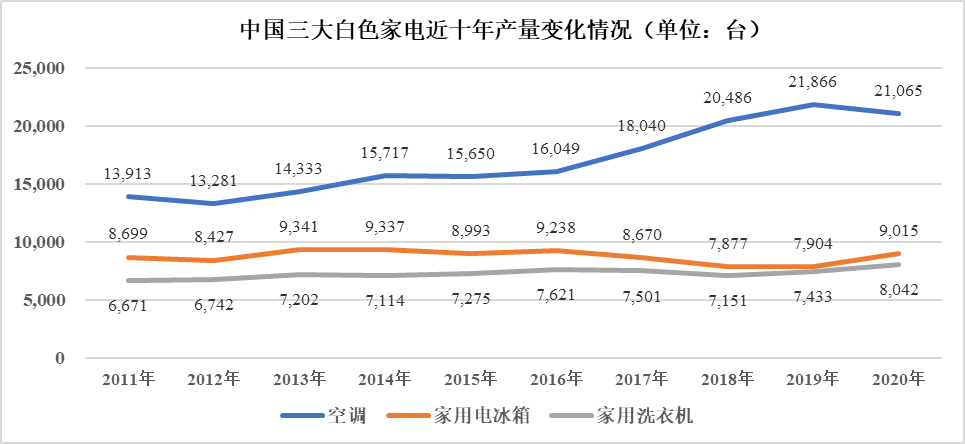 中国三大白色家电近十年产量变化情况（单位：台）
25,000
20,000
15,000
10,000
5,000
0
13,913 13,281 14,333 15,717 15,650 16,049 18,040 20,486 21,866 21,065
8,699 8,427 9,341 9,337 8,993 9,238 8,670 7,877 7,904 9,015
6,671 6,742 7,202 7,114 7,275 7,621 7,501 7,151 7,433 8,042
2011年 2012年 2013年 2014年 2015年 2016年 2017年 2018年 2019年 2020年
空调 家用电冰箱 家用洗衣机